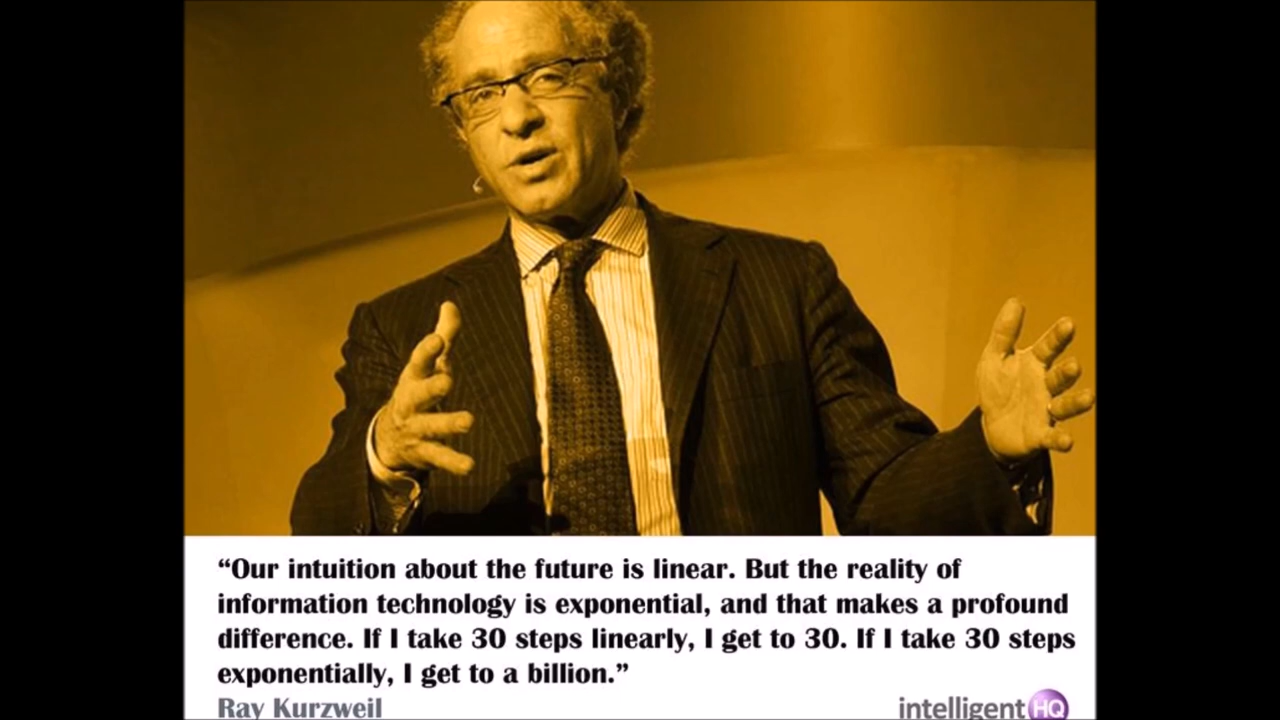 “Our intuition about the future is linear. But the reality of
information technology is exponential, and that makes a profound
difference. If I take 30 steps linearly, I get to 30. If I take 30 steps
exponentially, I get to a billion.”
Ray Kurzweil
intelligent HQ